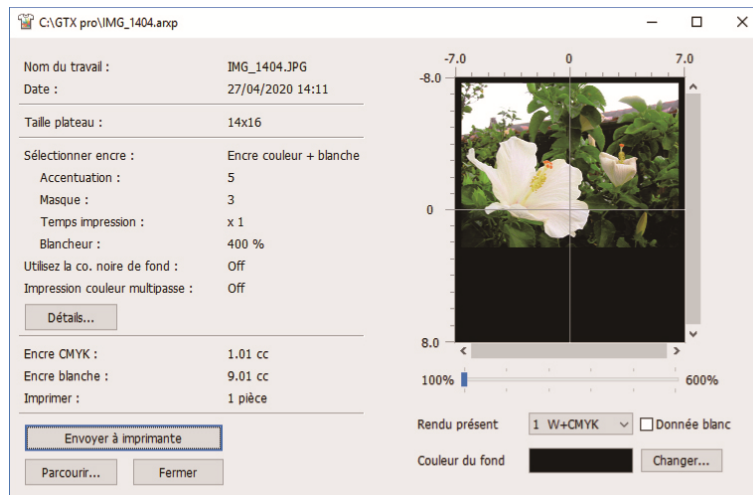 C:\GTX pro\IMG_1404.arxp
Nom du travail : IMG_1404.JPG
Date : 27/04/2020 14:11
Taille plateau : 14x16
Sélectionner encre : Encre couleur + blanche
Accentuation : 5
Masque : 3
Temps impression : x 1
Blancheur : 400 %
Utilisez la co. noire de fond : Off
Impression couleur multipasse : Off
Détails...
Encre CMYK : 1.01 cc
Encre blanche : 9.01 cc
Imprimer : 1 pièce
Envoyer à imprimante
Parcourir... Fermer
-7.0 0 7.0
-8.0
0
8.0
100% 600%
Rendu présent 1 W+CMYK Donnée blanc
Couleur du fond Changer...